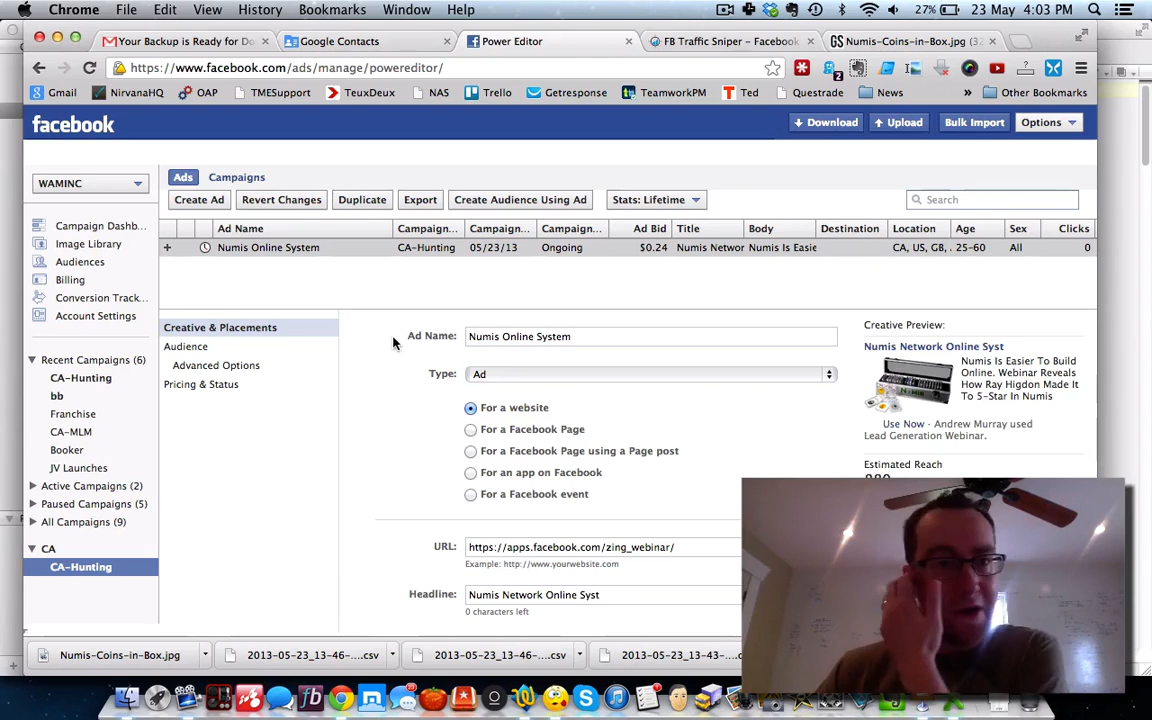 Chrome File Edit View History Bookmarks Window Help 27% 23 May 4:03 PM
Your Backup is Ready for Do Google Contacts Power Editor FB Traffic Sniper – Facebook Numis-Coins-in-Box.jpg (32
https://www.facebook.com/ads/manage/powereditor/ 2
Gmail NirvanaHQ OAP TMESupport TeuxDeux NAS Trello Getresponse TeamworkPM Ted Questrade News » Other Bookmarks
facebook Download Upload Bulk Import Options
WAMINC
Ads Campaigns
Create Ad Revert Changes Duplicate Export Create Audience Using Ad Stats: Lifetime Search
Ad Name Campaign... Campaign... Campaign... Ad Bid Title Body Destination Location Age Sex Clicks
+ Numis Online System CA-Hunting 05/23/13 Ongoing $0.24 Numis Networ Numis Is Easie CA, US, GB, . 25-60 All 0
Campaign Dashb...
Image Library
Audiences
Billing
Conversion Track...
Account Settings
Recent Campaigns (6)
CA-Hunting
bb
Franchise
CA-MLM
Booker
JV Launches
Active Campaigns (2)
Paused Campaigns (5)
All Campaigns (9)
CA
CA-Hunting
Creative & Placements
Audience
Advanced Options
Pricing & Status
Ad Name: Numis Online System
Type: Ad
For a website
For a Facebook Page
For a Facebook Page using a Page post
For an app on Facebook
For a Facebook event
URL: https://apps.facebook.com/zing_webinar/
Example: http://www.yourwebsite.com
Headline: Numis Network Online Syst
0 characters left
Creative Preview:
Numis Network Online Syst
Numis Is Easier To Build
Online. Webinar Reveals
How Ray Higdon Made It
To 5-Star In Numis
Use Now · Andrew Murray used
Lead Generation Webinar.
Estimated Reach
Numis-Coins-in-Box.jpg 2013-05-23_13-46-....csv 2013-05-23_13-46-....csv 2013-05-23_13-43-....c